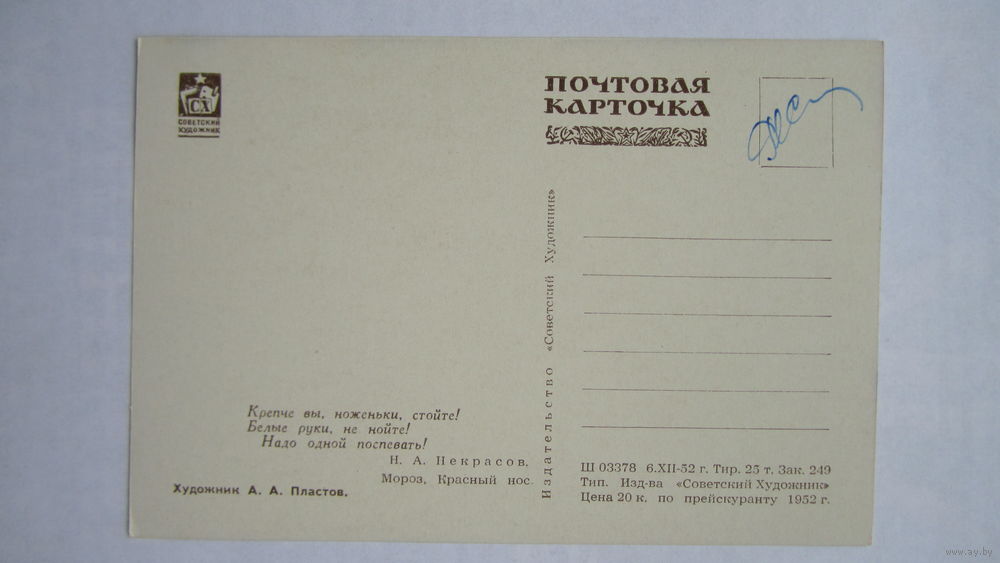 СХ
СОВЕТСКИЙ
ХУДОЖНИК
ПОЧТОВАЯ
КАРТОЧКА
Издательство «Советский Художник»
Крепче вы, ноженьки, стойте!
Белые руки, не нойте!
Надо одной поспевать!
Н. А. Некрасов.
Мороз, Красный нос.
Художник А. А. Пластов.
Ш 03378 6.XII-52 г. Тир. 25 т. Зак. 249
Тип. Изд-ва «Советский Художник»
Цена 20 к. по прейскуранту 1952 г.
www.ay.by